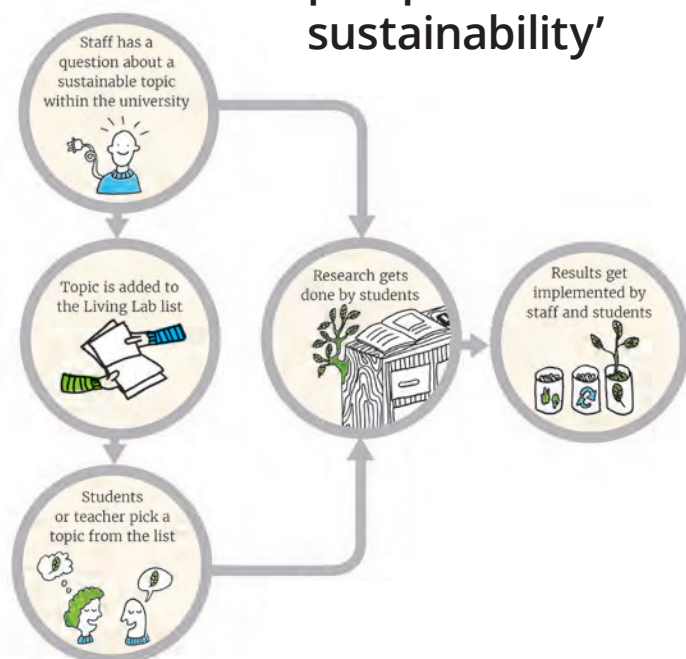 sustainability’
Staff has a
question about a
sustainable topic
within the university
Topic is added to
the Living Lab list
Students
or teacher pick a
topic from the list
Research gets
done by students
Results get
implemented by
staff and students